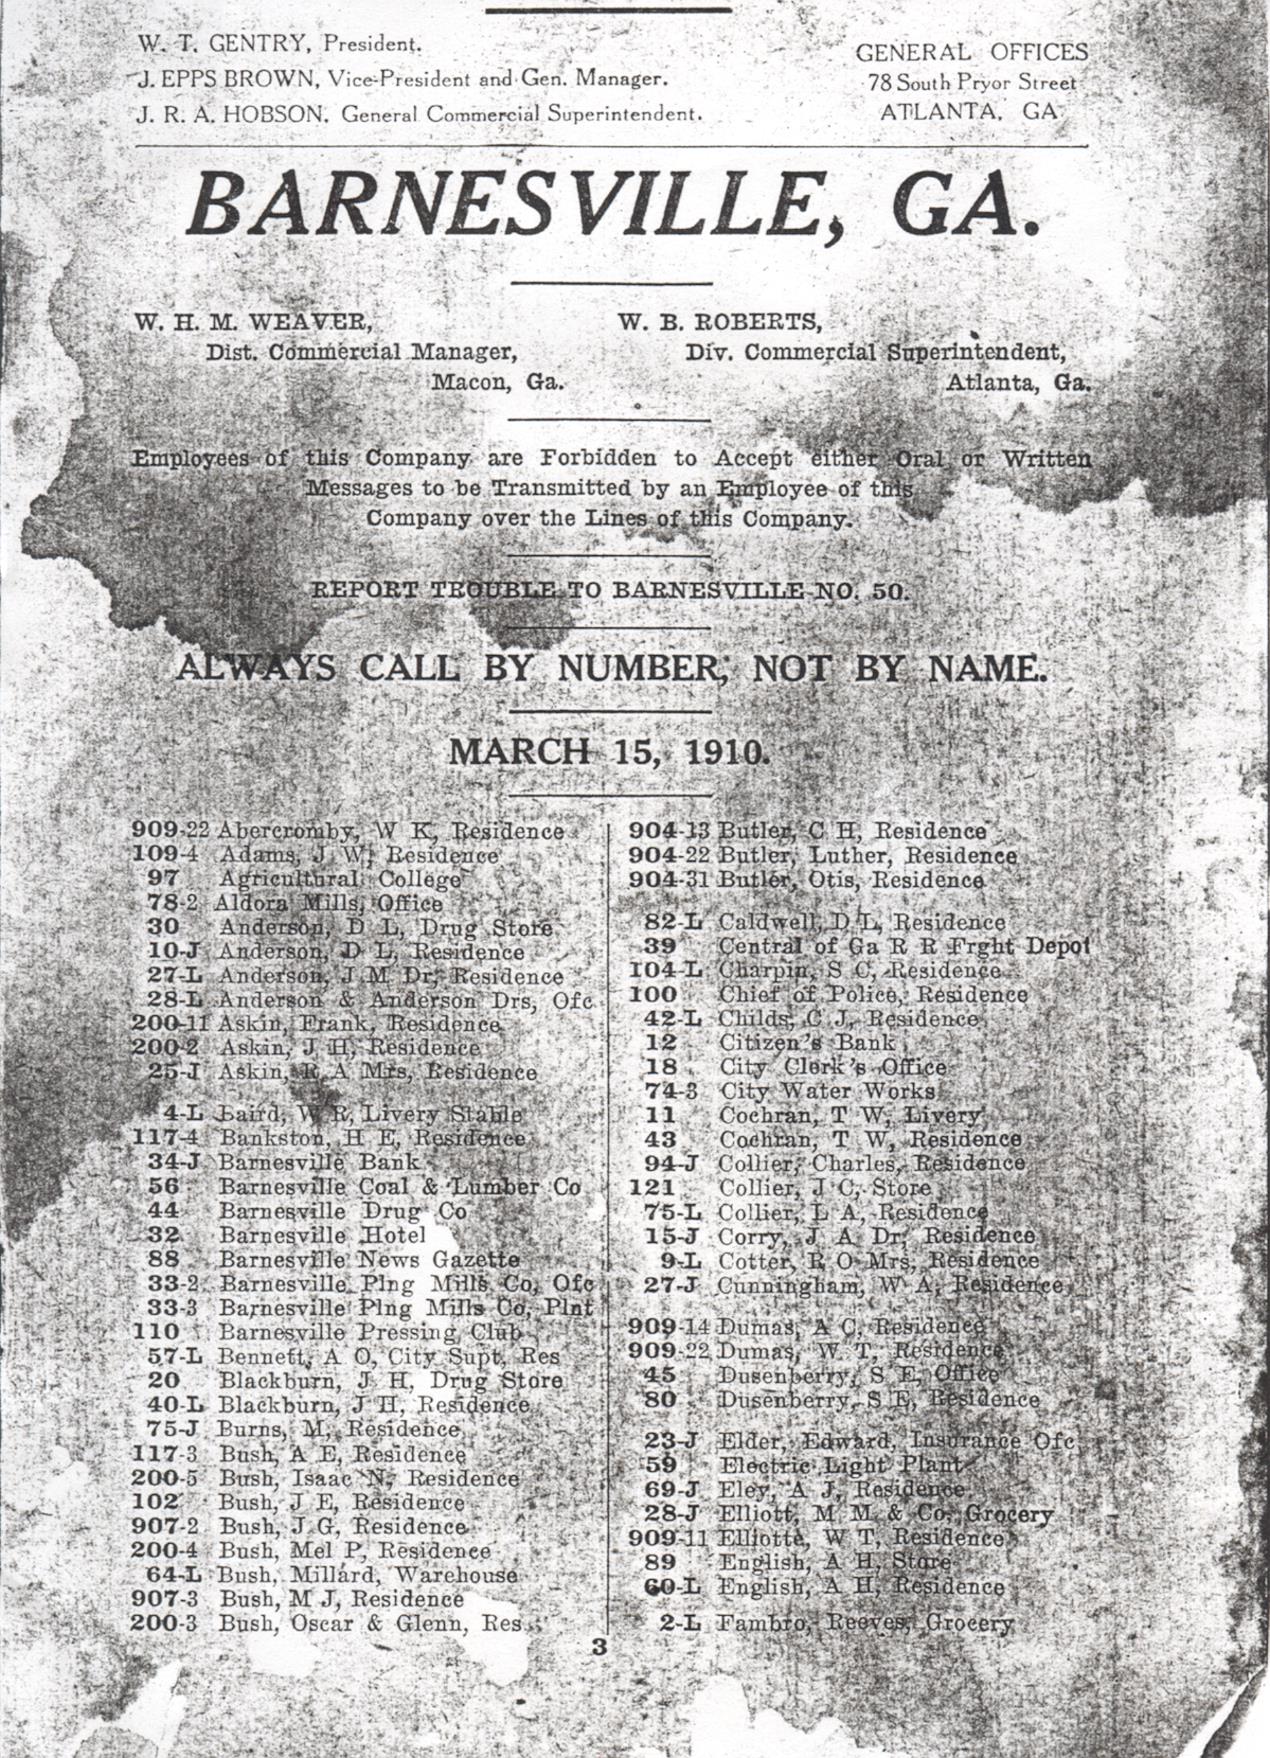 W. T. GENTRY, President.
J. EPPS BROWN, Vice-President and Gen. Manager.
J. R. A. HOBSON, General Commercial Superintendent.
GENERAL OFFICES
78 South Pryor Street
ATLANTA, GA
BARNESVILLE, GA.
W. H. M. WEAVER,
Dist. Commercial Manager,
Macon, Ga.
W. B. ROBERTS,
Div. Commercial Superintendent,
Atlanta, Ga.
Employees of this Company are Forbidden to Accept either Oral or Written
Messages to be Transmitted by an Employee of this
Company over the Lines of this Company.
REPORT TROUBLE TO BARNESVILLE NO. 50.
ALWAYS CALL BY NUMBER, NOT BY NAME.
MARCH 15, 1910.
909-22 Abercromby, W K, Residence
109-4 Adams, J W, Residence
97 Agricultural College
78-2 Aldora Mills, Office
30 Anderson, D L, Drug Store
10-J Anderson, D L, Residence
27-L Anderson, J M Dr, Residence
28-L Anderson & Anderson Drs, Ofc
200-11 Askin, Frank, Residence
200-2 Askin, J H, Residence
25-J Askin, R A Mrs, Residence
4-L Baird, W R, Livery Stable
117-4 Bankston, H E, Residence
34-J Barnesville Bank
56 Barnesville Coal & Lumber Co
44 Barnesville Drug Co
32 Barnesville Hotel
88 Barnesville News Gazette
33-2 Barnesville Plng Mills Co, Ofc
33-3 Barnesville Plng Mills Co, Plnt
110 Barnesville Pressing Club
57-L Bennett, A O, City Supt, Res
20 Blackburn, J H, Drug Store
40-L Blackburn, J H, Residence
75-J Burns, M, Residence
117-3 Bush, A E, Residence
200-5 Bush, Isaac N, Residence
102 Bush, J E, Residence
907-2 Bush, J G, Residence
200-4 Bush, Mel P, Residence
64-L Bush, Millard, Warehouse
907-3 Bush, M J, Residence
200-3 Bush, Oscar & Glenn, Res
904-13 Butler, C H, Residence
904-22 Butler, Luther, Residence
904-31 Butler, Otis, Residence
82-L Caldwell, D L, Residence
39 Central of Ga R R Frght Depot
104-L Charpin, S C, Residence
100 Chief of Police, Residence
42-L Childs, C J, Residence
12 Citizen's Bank
18 City Clerk's Office
74-3 City Water Works
11 Cochran, T W, Livery
43 Cochran, T W, Residence
94-J Collier, Charles, Residence
121 Collier, J C, Store
75-L Collier, L A, Residence
15-J Corry, J A Dr, Residence
9-L Cotter, R O Mrs, Residence
27-J Cunningham, W A, Residence
909-14 Dumas, A C, Residence
909-22 Dumas, W T, Residence
45 Dusenberry, S E, Office
80 Dusenberry, S E, Residence
23-J Elder, Edward, Insurance Ofc
59 Electric Light Plant
69-J Eley, A J, Residence
28-J Elliott, M M & Co, Grocery
909-11 Elliotte, W T, Residence
89 English, A H, Store
60-L English, A H, Residence
2-L Fambro, Reeves, Grocery
3